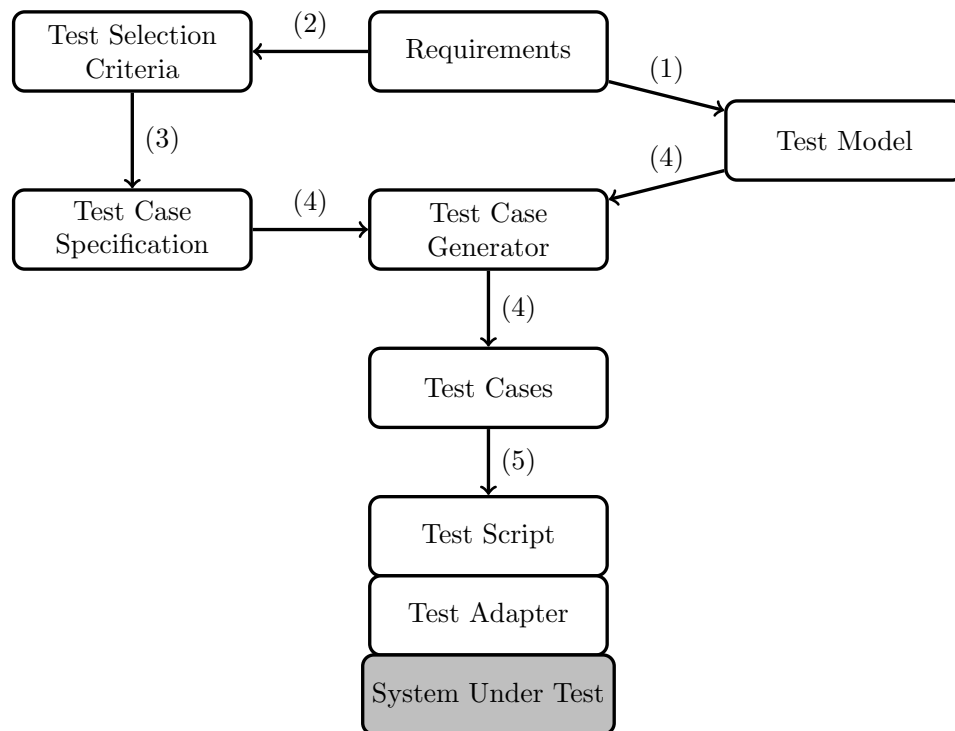 Test Selection
Criteria
(2)
Requirements
(1)
Test Model
(3)
(4)
Test Case
Specification
(4)
Test Case
Generator
(4)
Test Cases
(5)
Test Script
Test Adapter
System Under Test